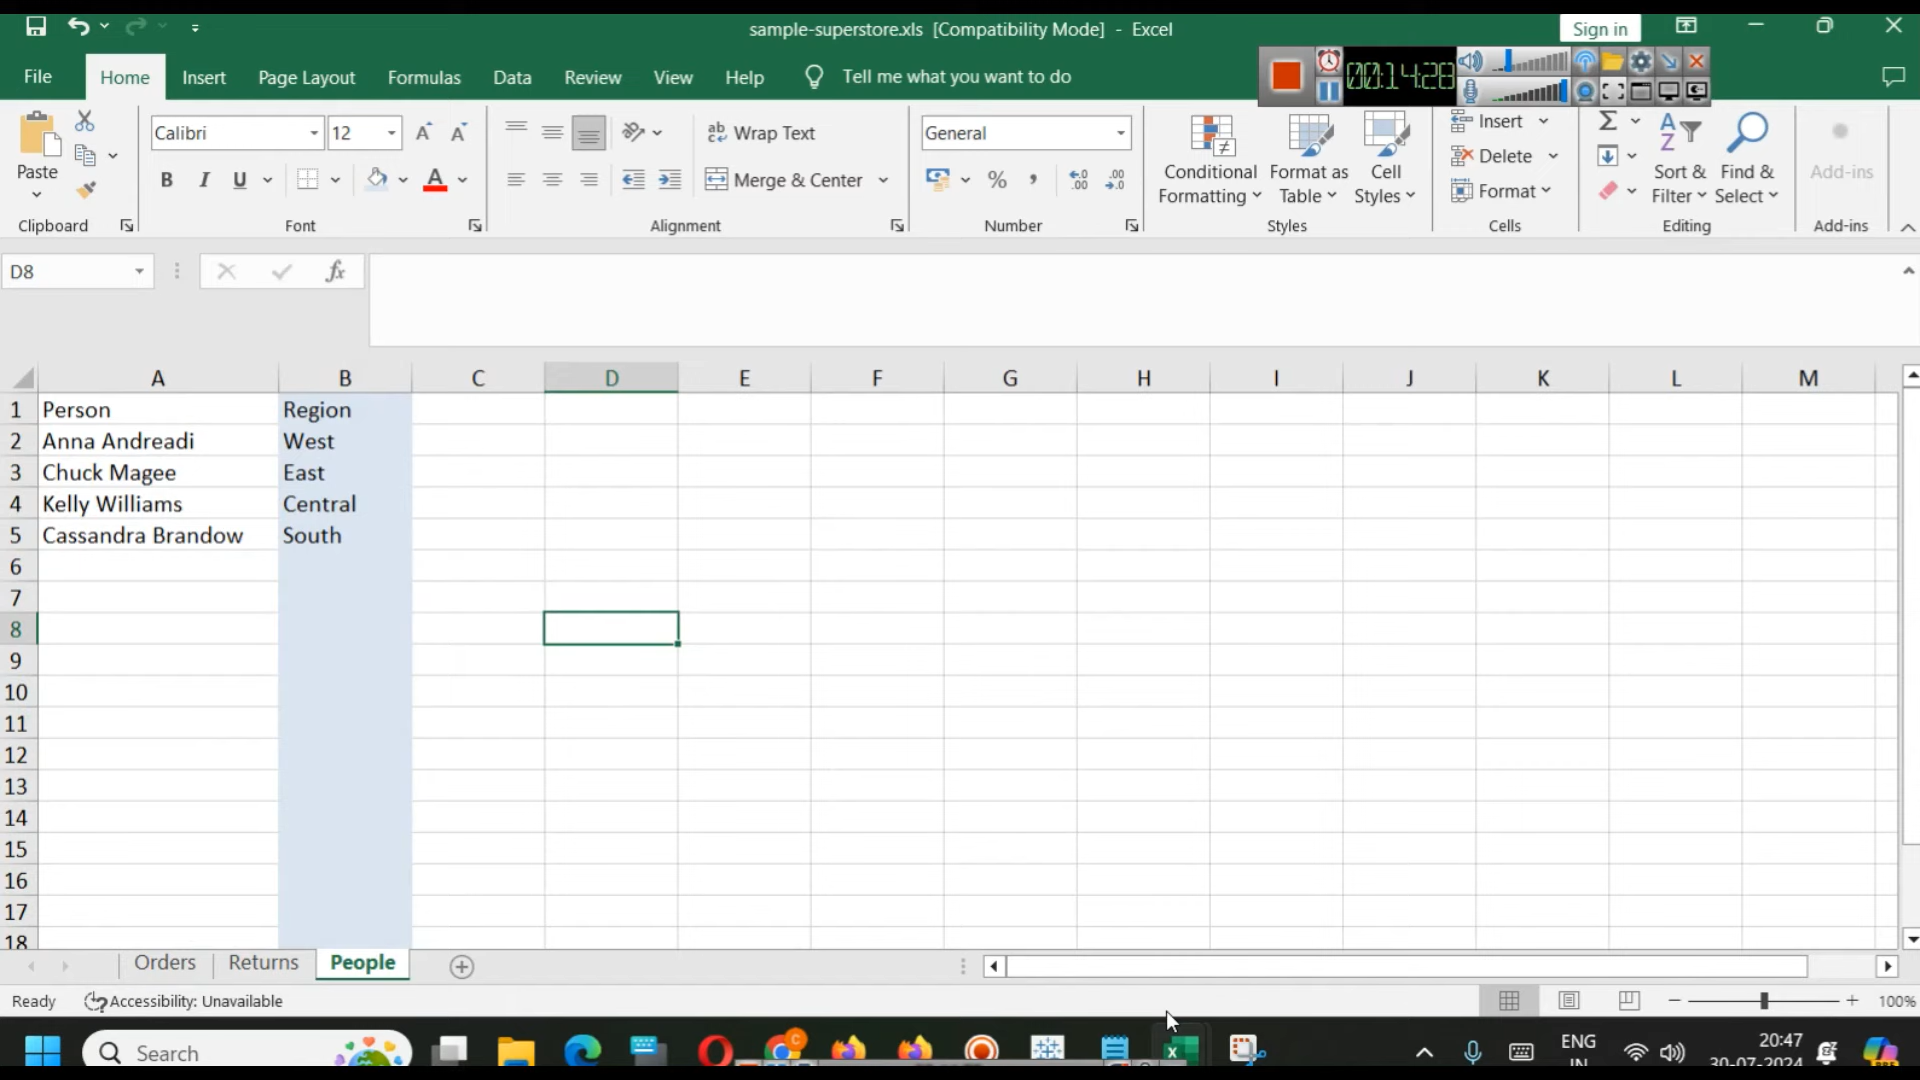 sample-superstore.xls [Compatibility Mode] - Excel
Sign in
File Home Insert Page Layout Formulas Data Review View Help Tell me what you want to do
00:14:28
Paste
Clipboard
Calibri 12
B I U
Font
ab Wrap Text
Merge & Center
Alignment
General
Number
Conditional Formatting
Format as Table
Cell Styles
Styles
Insert
Delete
Format
Cells
Sort & Filter
Find & Select
Editing
Add-ins
Add-ins
D8
fx
A B C D E F G H I J K L M
1 Person Region
2 Anna Andreadi West
3 Chuck Magee East
4 Kelly Williams Central
5 Cassandra Brandow South
6
7
8
9
10
11
12
13
14
15
16
17
18
Orders Returns People
Ready Accessibility: Unavailable 100%
Search ENG IN 20:47 30-07-2024